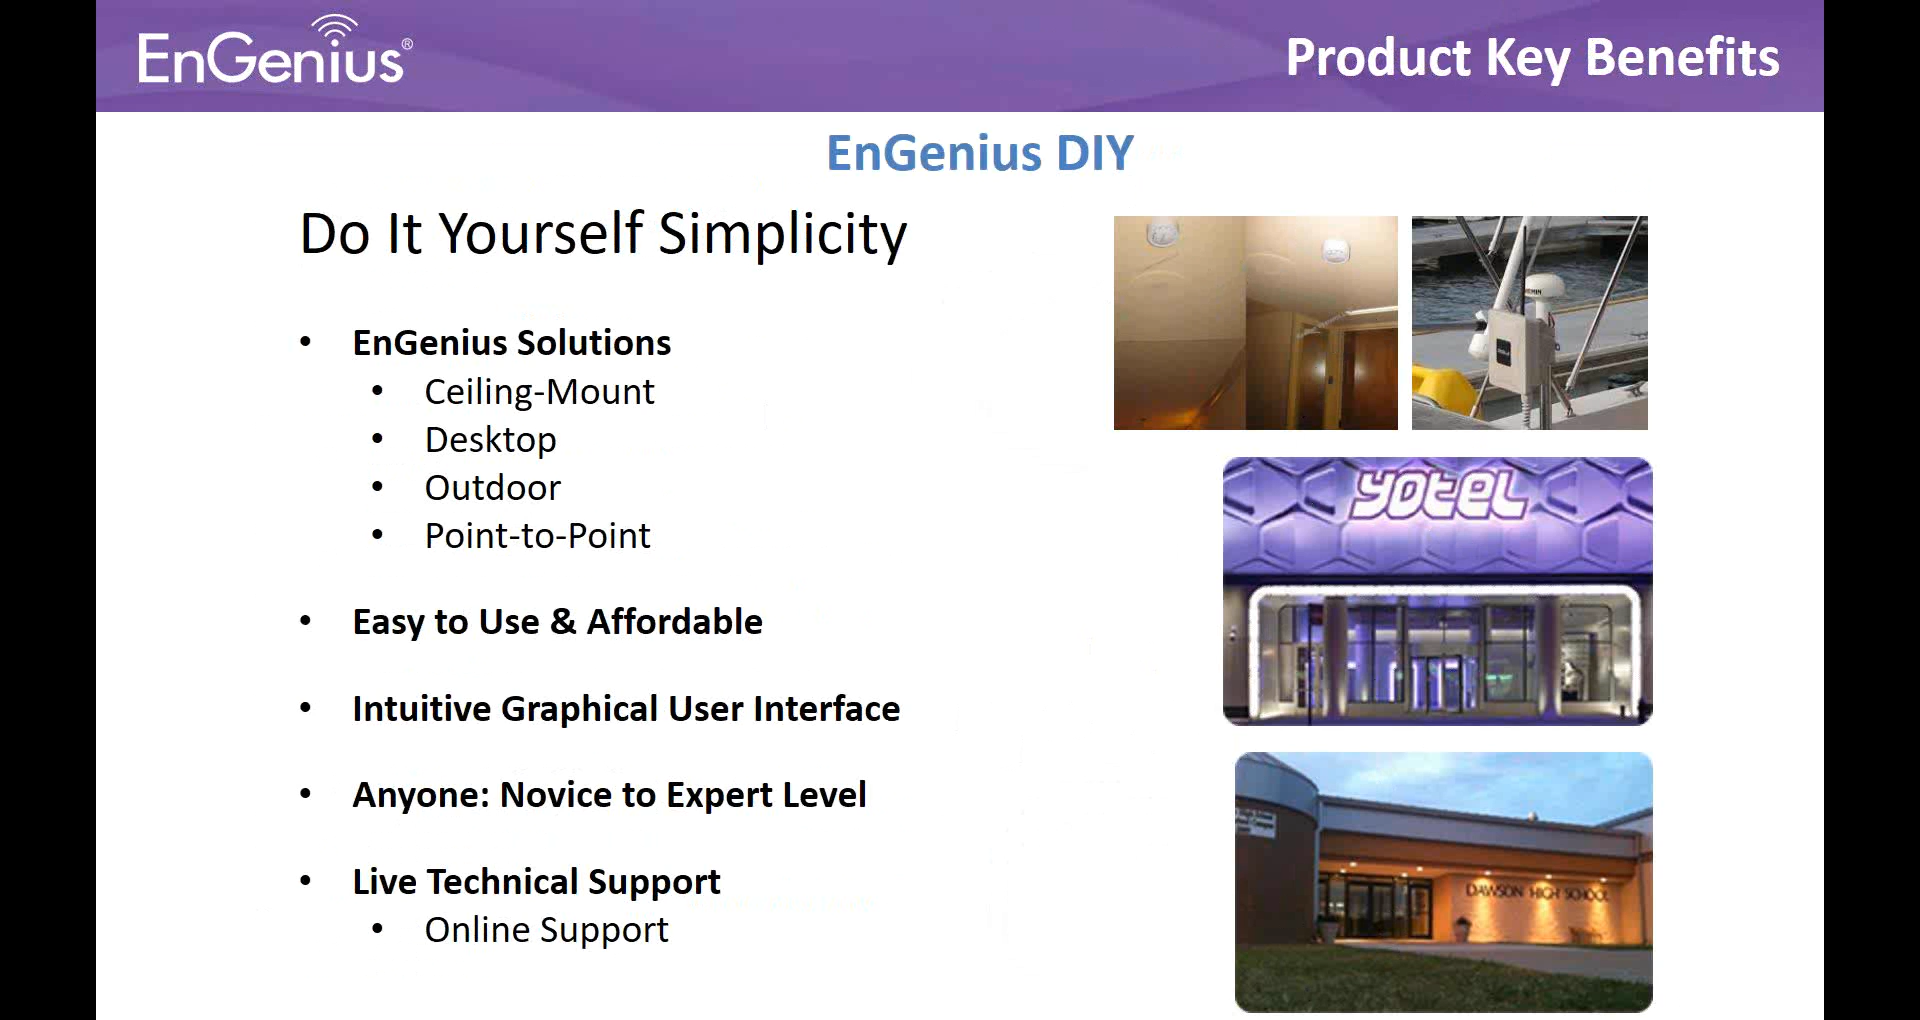 EnGenius®
Product Key Benefits
EnGenius DIY
Do It Yourself Simplicity
• EnGenius Solutions
• Ceiling-Mount
• Desktop
• Outdoor
• Point-to-Point
• Easy to Use & Affordable
• Intuitive Graphical User Interface
• Anyone: Novice to Expert Level
• Live Technical Support
• Online Support
YOTEL
DAWSON HIGH SCHOOL